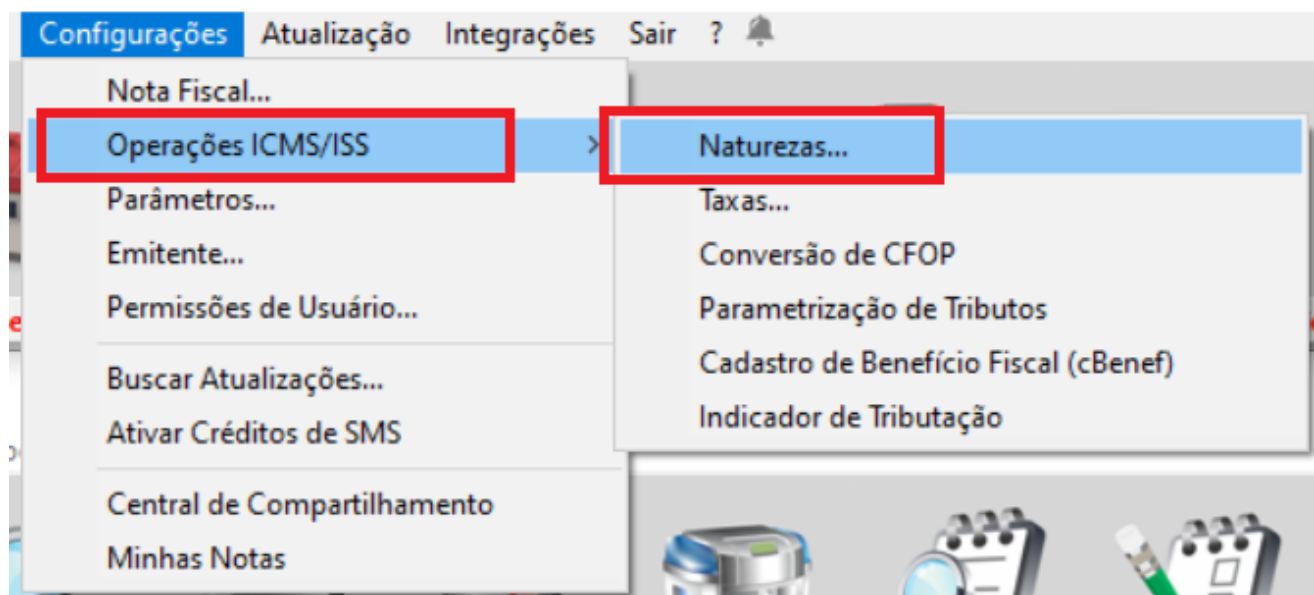 Configurações Atualização Integrações Sair ?
Nota Fiscal...
Operações ICMS/ISS >
Parâmetros...
Emitente...
Permissões de Usuário...
Buscar Atualizações...
Ativar Créditos de SMS
Central de Compartilhamento
Minhas Notas
Naturezas...
Taxas...
Conversão de CFOP
Parametrização de Tributos
Cadastro de Benefício Fiscal (cBenef)
Indicador de Tributação